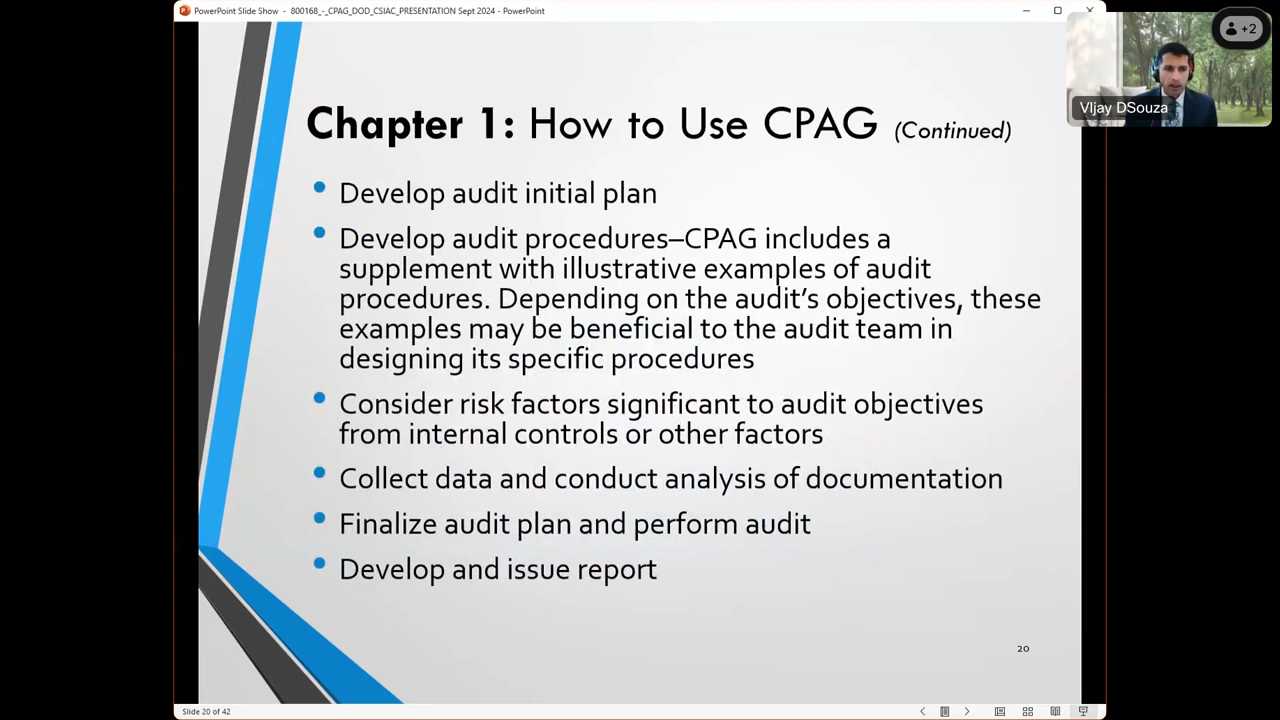 PowerPoint Slide Show - 800168_-_CPAG_DOD_CSIAC_PRESENTATION Sept 2024 - PowerPoint
+2
VIjay DSouza
Chapter 1: How to Use CPAG (Continued)
• Develop audit initial plan
• Develop audit procedures–CPAG includes a
supplement with illustrative examples of audit
procedures. Depending on the audit’s objectives, these
examples may be beneficial to the audit team in
designing its specific procedures
• Consider risk factors significant to audit objectives
from internal controls or other factors
• Collect data and conduct analysis of documentation
• Finalize audit plan and perform audit
• Develop and issue report
20
Slide 20 of 42